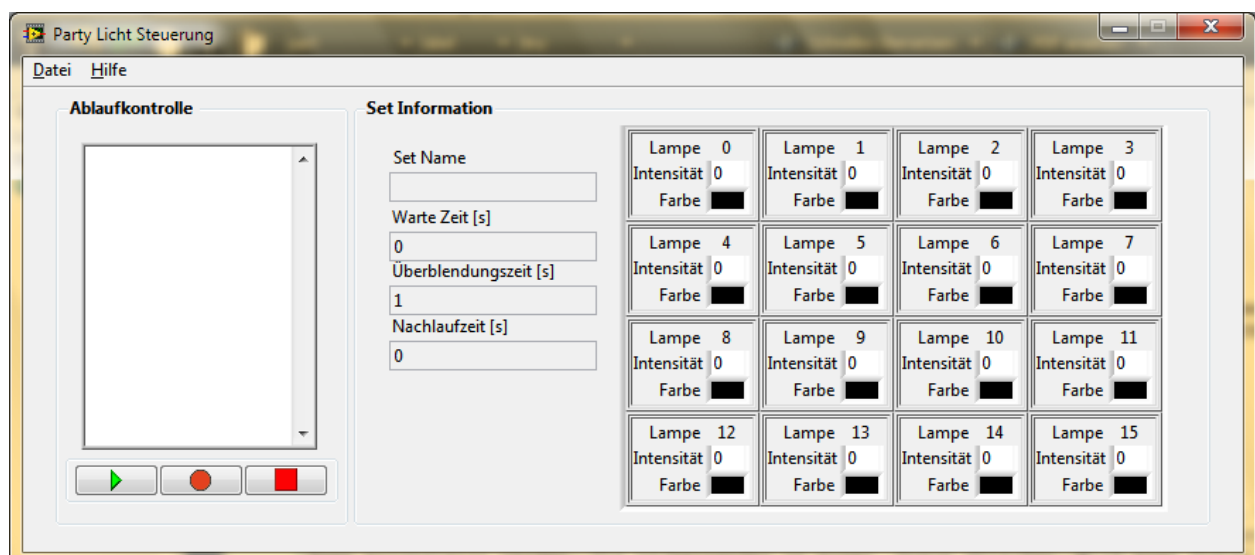 Party Licht Steuerung
Datei Hilfe
Ablaufkontrolle
Set Information
Set Name
Warte Zeit [s]
0
Überblendungszeit [s]
1
Nachlaufzeit [s]
0
Lampe 0 Lampe 1 Lampe 2 Lampe 3
Intensität 0 Intensität 0 Intensität 0 Intensität 0
Farbe Farbe Farbe Farbe
Lampe 4 Lampe 5 Lampe 6 Lampe 7
Intensität 0 Intensität 0 Intensität 0 Intensität 0
Farbe Farbe Farbe Farbe
Lampe 8 Lampe 9 Lampe 10 Lampe 11
Intensität 0 Intensität 0 Intensität 0 Intensität 0
Farbe Farbe Farbe Farbe
Lampe 12 Lampe 13 Lampe 14 Lampe 15
Intensität 0 Intensität 0 Intensität 0 Intensität 0
Farbe Farbe Farbe Farbe